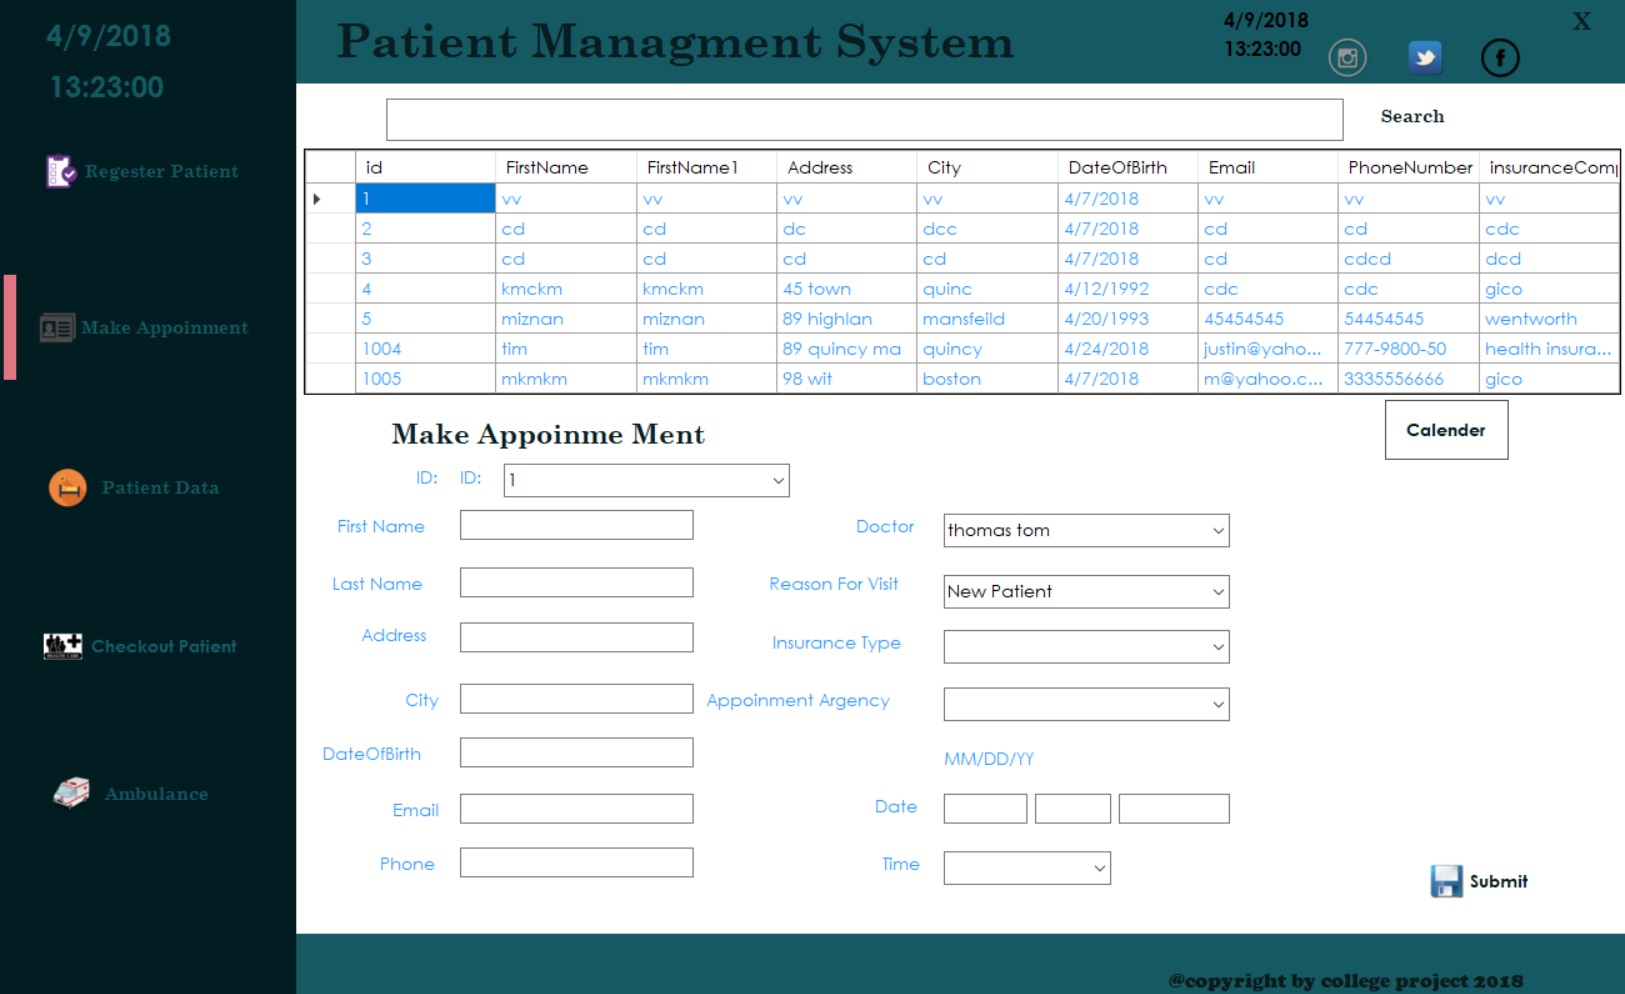 4/9/2018
13:23:00
Patient Managment System
4/9/2018
13:23:00
X
Search
Regester Patient
Make Appoinment
Patient Data
Checkout Patient
Ambulance
id FirstName FirstName1 Address City DateOfBirth Email PhoneNumber insuranceComp
1 vv vv vv vv 4/7/2018 vv vv vv
2 cd cd dc dcc 4/7/2018 cd cd cdc
3 cd cd cd cd 4/7/2018 cd cdcd dcd
4 kmckm kmckm 45 town quinc 4/12/1992 cdc cdc gico
5 miznan miznan 89 highlan mansfeild 4/20/1993 45454545 54454545 wentworth
1004 tim tim 89 quincy ma quincy 4/24/2018 justin@yaho... 777-9800-50 health insura...
1005 mkmkm mkmkm 98 wit boston 4/7/2018 m@yahoo.c... 3335556666 gico
Make Appoinme Ment
Calender
ID: ID: 1
First Name
Doctor thomas tom
Last Name
Reason For Visit New Patient
Address
Insurance Type
City
Appoinment Argency
DateOfBirth
MM/DD/YY
Email
Date
Phone
Time
Submit
@copyright by college project 2018